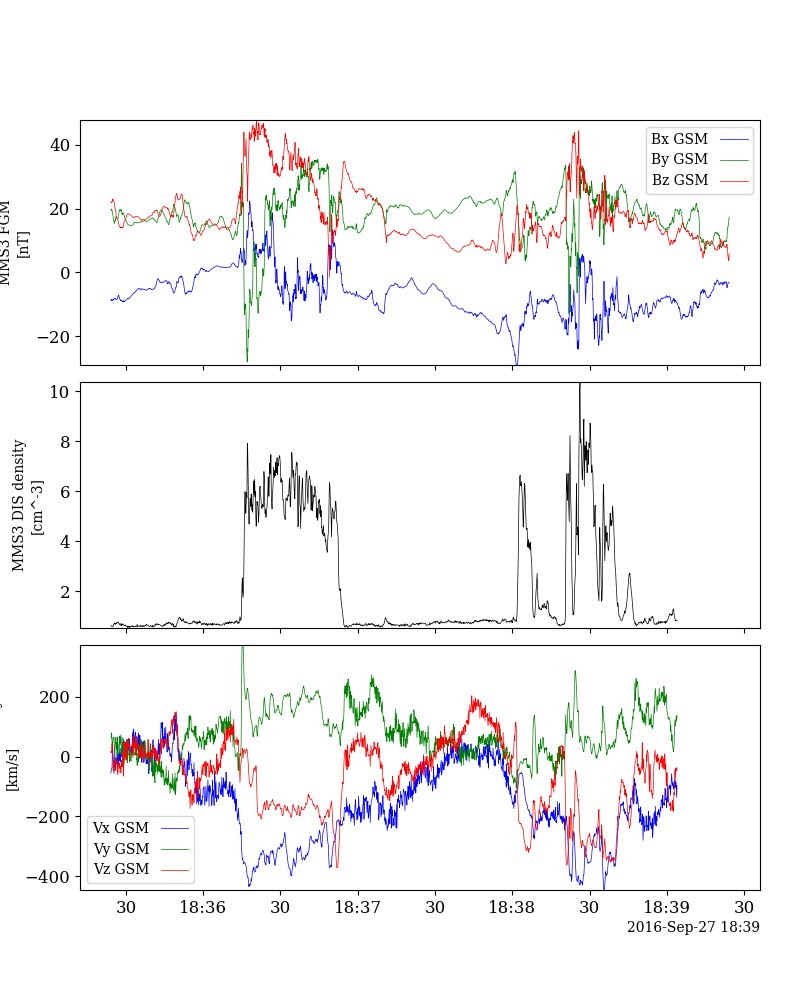 40
20
0
−20
MMS3 FGM
[nT]
Bx GSM
By GSM
Bz GSM
10
8
6
4
2
MMS3 DIS density
[cm^-3]
200
0
−200
−400
[km/s]
Vx GSM
Vy GSM
Vz GSM
30 18:36 30 18:37 30 18:38 30 18:39 30
2016-Sep-27 18:39